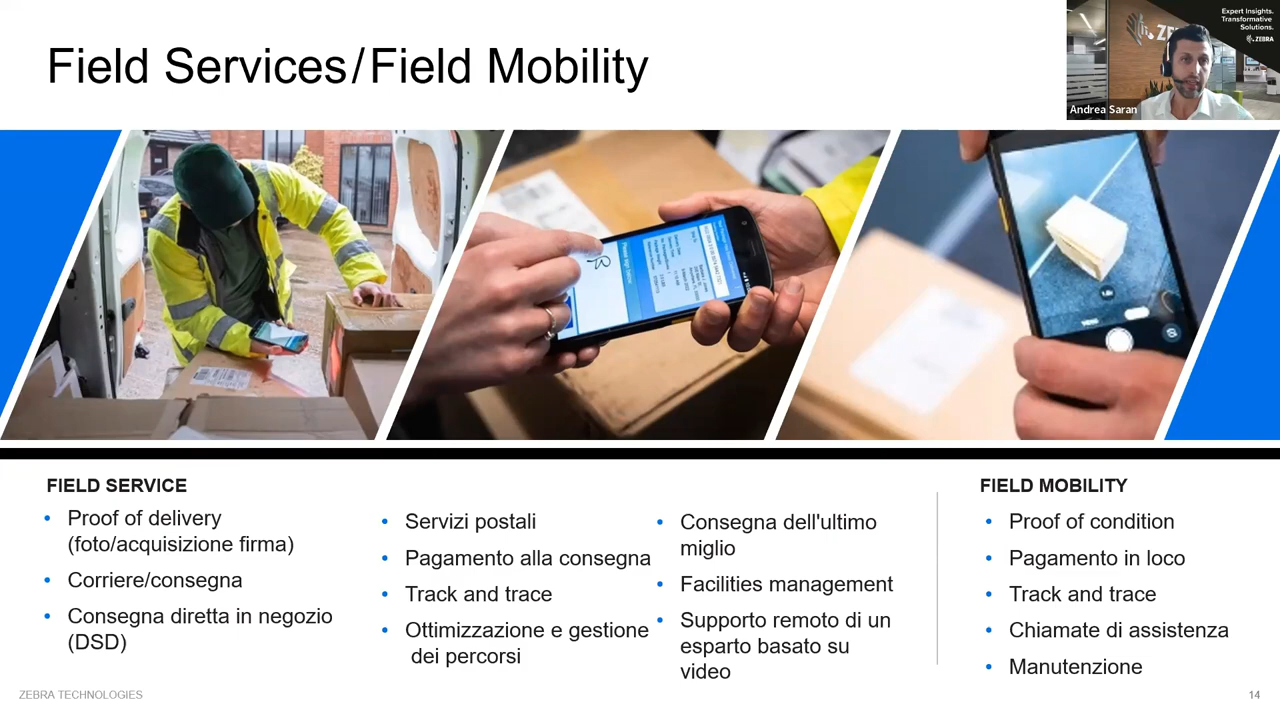 Field Services/Field Mobility
Expert Insights.
Transformative
Solutions.
ZEBRA
Andrea Saran
FIELD SERVICE
• Proof of delivery
(foto/acquisizione firma)
• Corriere/consegna
• Consegna diretta in negozio
(DSD)
• Servizi postali
• Pagamento alla consegna
• Track and trace
• Ottimizzazione e gestione
dei percorsi
• Consegna dell'ultimo
miglio
• Facilities management
• Supporto remoto di un
esparto basato su
video
FIELD MOBILITY
• Proof of condition
• Pagamento in loco
• Track and trace
• Chiamate di assistenza
• Manutenzione
ZEBRA TECHNOLOGIES
14